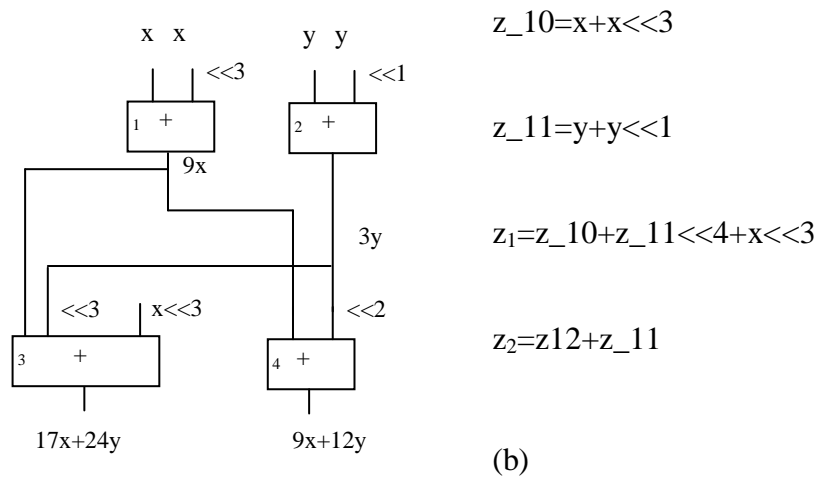 x x
y y
<<3
<<1
1 +
2 +
9x
3y
<<3
x<<3
<<2
3 +
4 +
17x+24y
9x+12y
z_10=x+x<<3
z_11=y+y<<1
z₁=z_10+z_11<<4+x<<3
z₂=z12+z_11
(b)